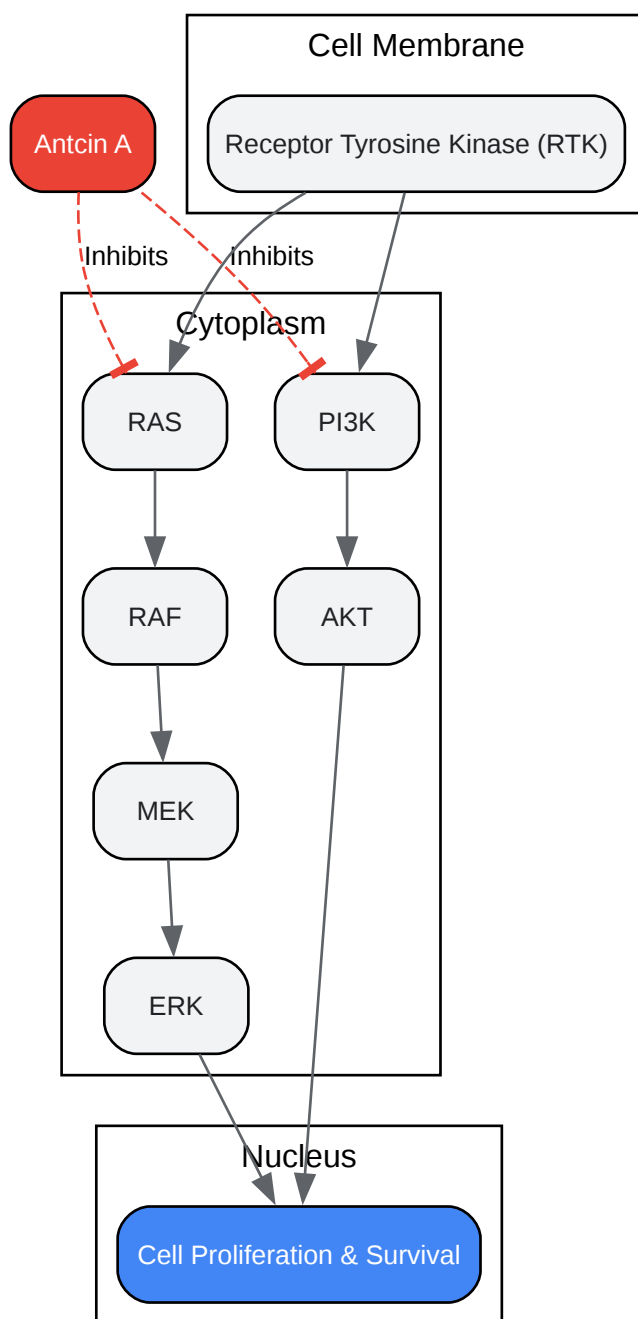 Cell Membrane
Antcin A
Receptor Tyrosine Kinase (RTK)
Inhibits
Inhibits
Cytoplasm
RAS
PI3K
RAF
AKT
MEK
ERK
Nucleus
Cell Proliferation & Survival